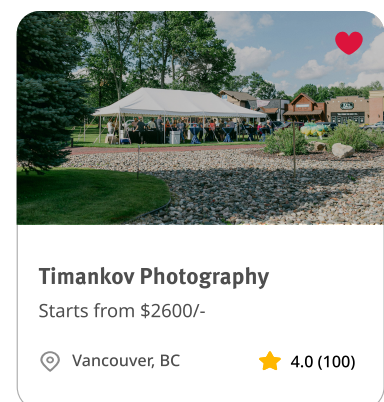 Timankov Photography
Starts from $2600/-
Vancouver, BC
4.0 (100)